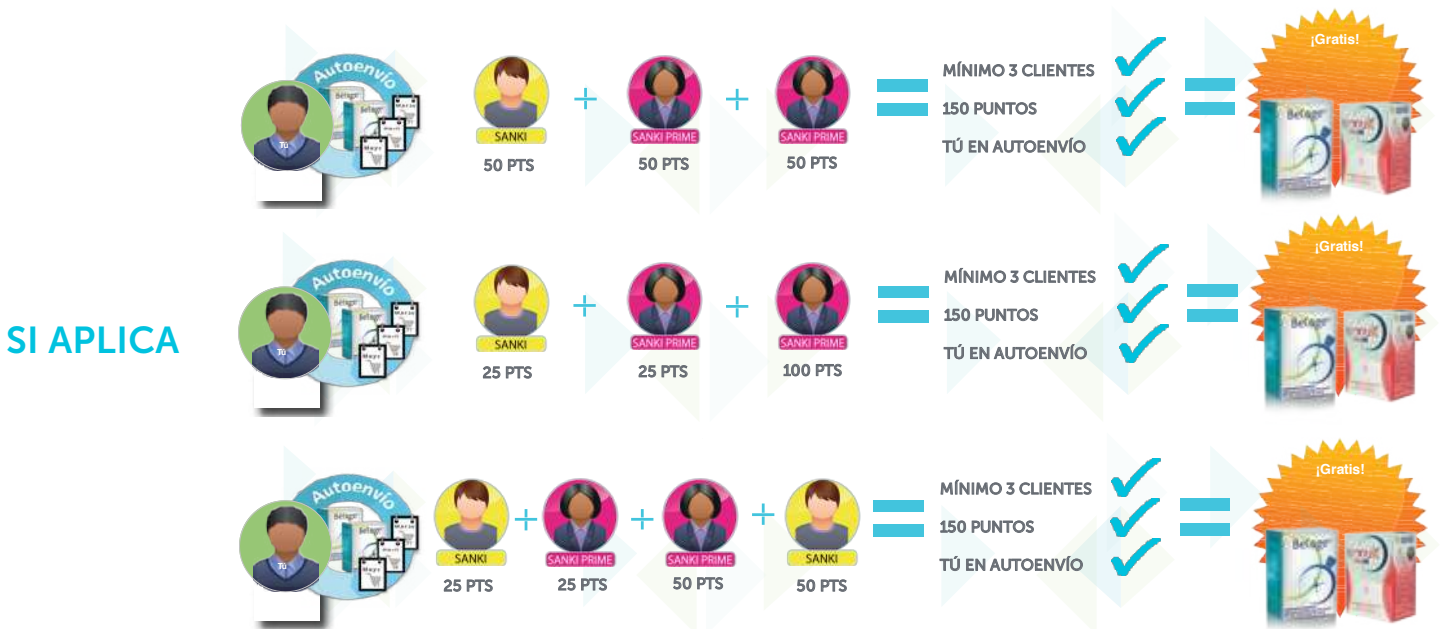 SI APLICA
Autoenvío
Tú
SANKI
50 PTS
+
SANKI PRIME
50 PTS
+
SANKI PRIME
50 PTS
=
MÍNIMO 3 CLIENTES
150 PUNTOS
TÚ EN AUTOENVÍO
=
¡Gratis!
Autoenvío
Tú
SANKI
25 PTS
+
SANKI PRIME
25 PTS
+
SANKI PRIME
100 PTS
=
MÍNIMO 3 CLIENTES
150 PUNTOS
TÚ EN AUTOENVÍO
=
¡Gratis!
Autoenvío
Tú
SANKI
25 PTS
+
SANKI PRIME
25 PTS
+
SANKI PRIME
50 PTS
+
SANKI
50 PTS
=
MÍNIMO 3 CLIENTES
150 PUNTOS
TÚ EN AUTOENVÍO
=
¡Gratis!